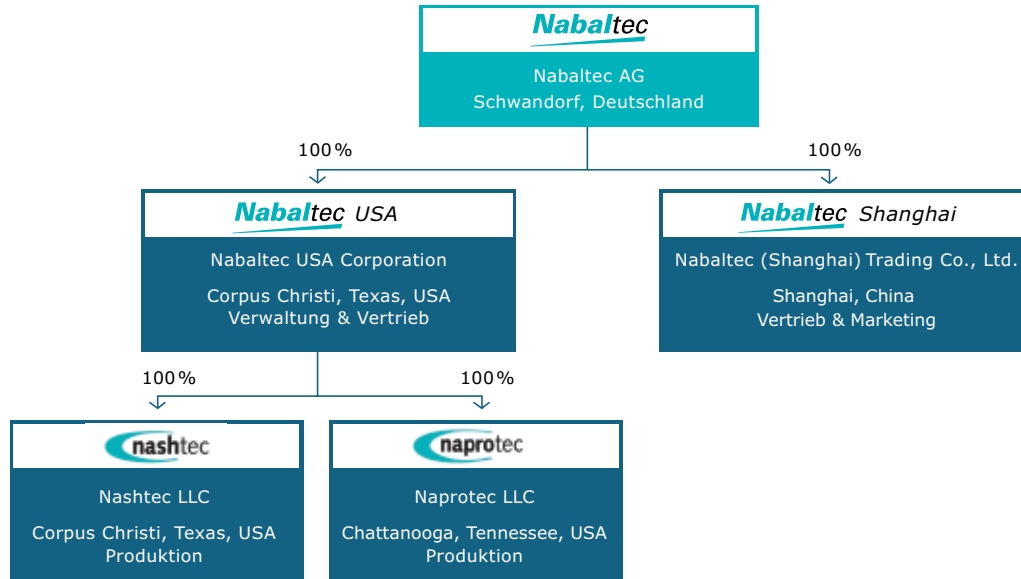 Nabaltec
Nabaltec AG
Schwandorf, Deutschland
100%
100%
Nabaltec USA
Nabaltec Shanghai
Nabaltec USA Corporation
Corpus Christi, Texas, USA
Verwaltung & Vertrieb
Nabaltec (Shanghai) Trading Co., Ltd.
Shanghai, China
Vertrieb & Marketing
100%
100%
nashtec
naprotec
Nashtec LLC
Corpus Christi, Texas, USA
Produktion
Naprotec LLC
Chattanooga, Tennessee, USA
Produktion